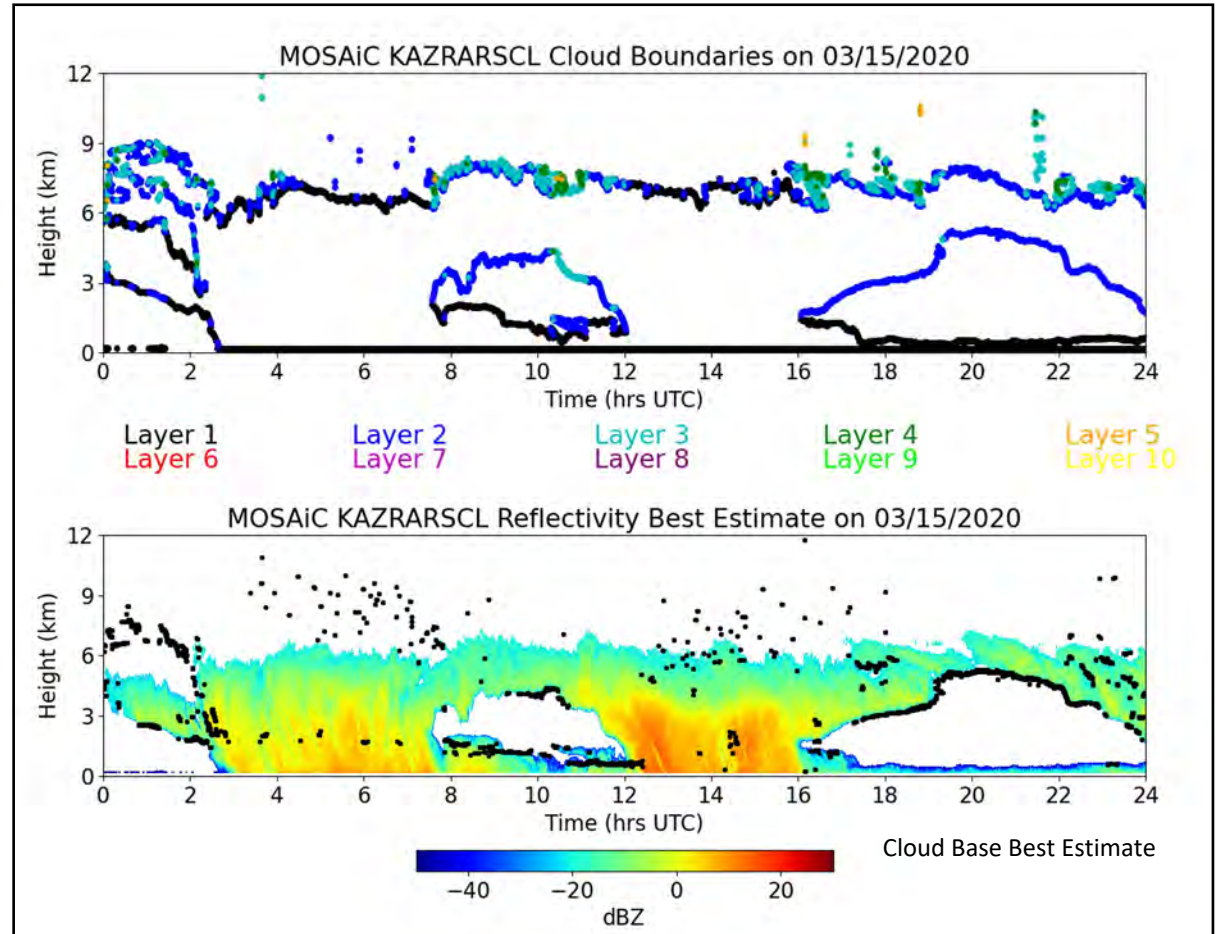 MOSAiC KAZRARSCL Cloud Boundaries on 03/15/2020
12
9
6
3
0
Height (km)
0 2 4 6 8 10 12 14 16 18 20 22 24
Time (hrs UTC)
Layer 1 Layer 2 Layer 3 Layer 4 Layer 5
Layer 6 Layer 7 Layer 8 Layer 9 Layer 10
MOSAiC KAZRARSCL Reflectivity Best Estimate on 03/15/2020
12
9
6
3
0
Height (km)
0 2 4 6 8 10 12 14 16 18 20 22 24
Time (hrs UTC)
Cloud Base Best Estimate
−40 −20 0 20
dBZ